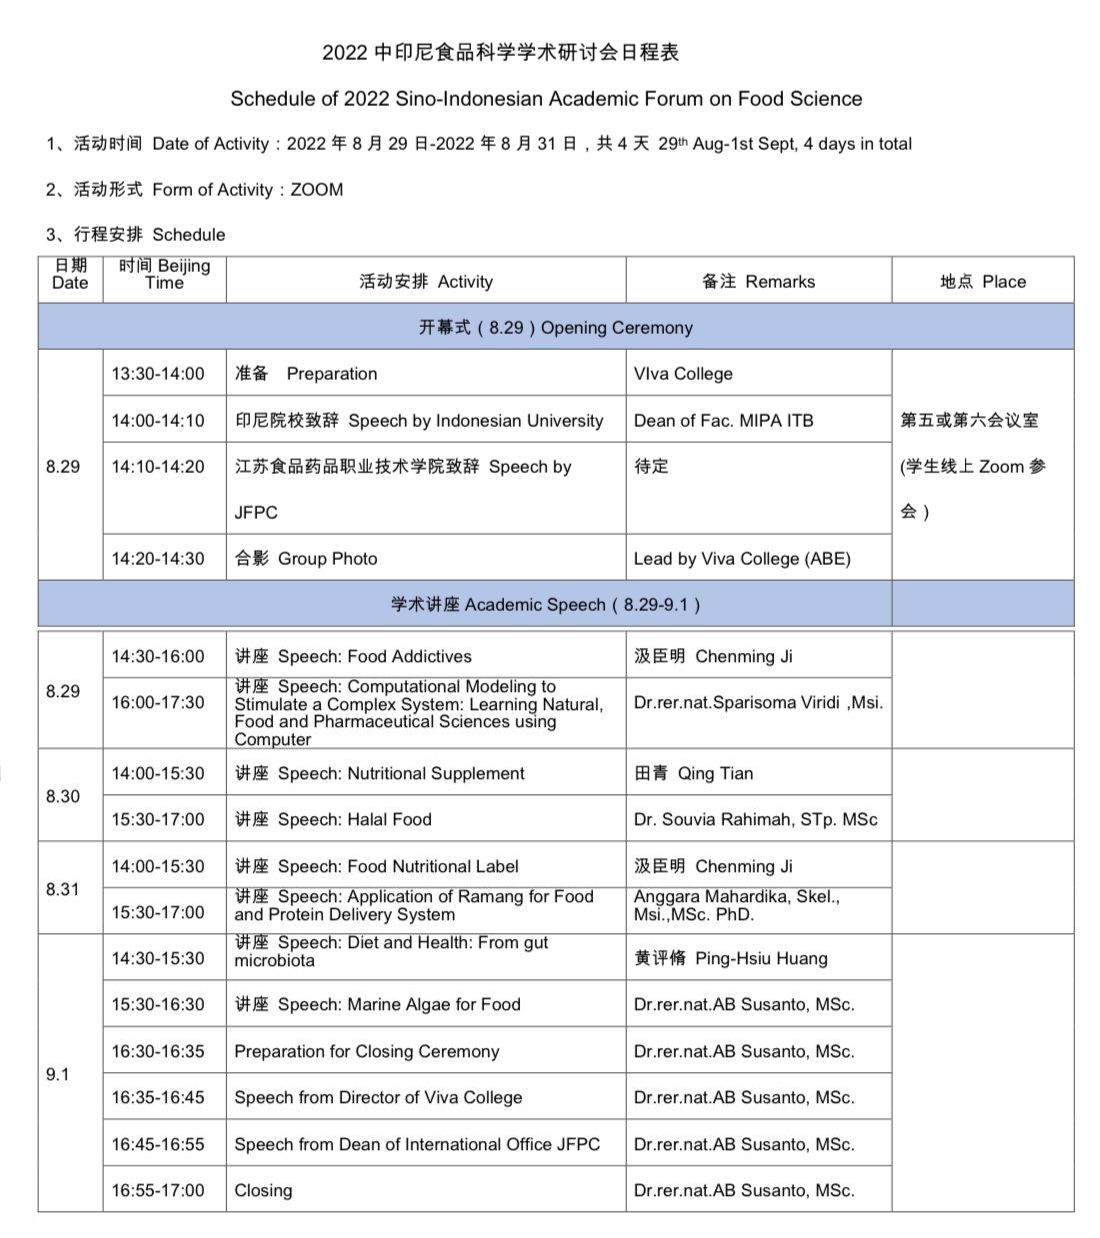 2022 中印尼食品科学学术研讨会日程表
Schedule of 2022 Sino-Indonesian Academic Forum on Food Science
1、活动时间 Date of Activity：2022 年 8 月 29 日-2022 年 8 月 31 日，共 4 天 29th Aug-1st Sept, 4 days in total
2、活动形式 Form of Activity：ZOOM
3、行程安排 Schedule
日期
Date
时间 Beijing
Time
活动安排 Activity
备注 Remarks
地点 Place
开幕式（8.29）Opening Ceremony
8.29
13:30-14:00
准备 Preparation
VIva College
14:00-14:10
印尼院校致辞 Speech by Indonesian University
Dean of Fac. MIPA ITB
14:10-14:20
江苏食品药品职业技术学院致辞 Speech by
JFPC
待定
14:20-14:30
合影 Group Photo
Lead by Viva College (ABE)
第五或第六会议室
(学生线上 Zoom 参
会）
学术讲座 Academic Speech（8.29-9.1）
8.29
14:30-16:00
讲座 Speech: Food Addictives
汲臣明 Chenming Ji
16:00-17:30
讲座 Speech: Computational Modeling to
Stimulate a Complex System: Learning Natural,
Food and Pharmaceutical Sciences using
Computer
Dr.rer.nat.Sparisoma Viridi ,Msi.
8.30
14:00-15:30
讲座 Speech: Nutritional Supplement
田青 Qing Tian
15:30-17:00
讲座 Speech: Halal Food
Dr. Souvia Rahimah, STp. MSc
8.31
14:00-15:30
讲座 Speech: Food Nutritional Label
汲臣明 Chenming Ji
15:30-17:00
讲座 Speech: Application of Ramang for Food
and Protein Delivery System
Anggara Mahardika, Skel.,
Msi.,MSc. PhD.
9.1
14:30-15:30
讲座 Speech: Diet and Health: From gut
microbiota
黄评脩 Ping-Hsiu Huang
15:30-16:30
讲座 Speech: Marine Algae for Food
Dr.rer.nat.AB Susanto, MSc.
16:30-16:35
Preparation for Closing Ceremony
Dr.rer.nat.AB Susanto, MSc.
16:35-16:45
Speech from Director of Viva College
Dr.rer.nat.AB Susanto, MSc.
16:45-16:55
Speech from Dean of International Office JFPC
Dr.rer.nat.AB Susanto, MSc.
16:55-17:00
Closing
Dr.rer.nat.AB Susanto, MSc.